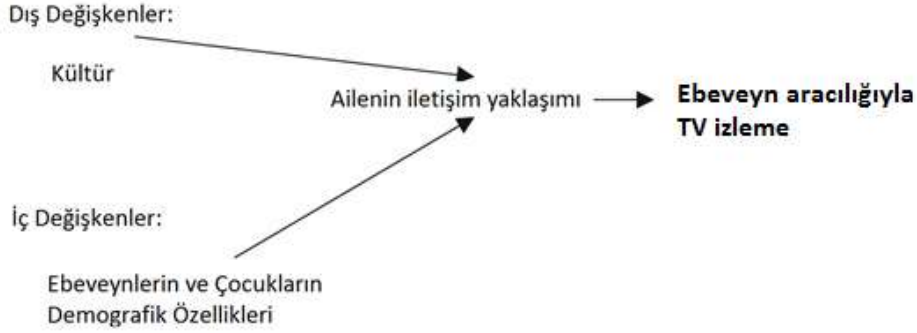 Dış Değişkenler:
Kültür
Ailenin iletişim yaklaşımı
Ebeveyn aracılığıyla
TV izleme
İç Değişkenler:
Ebeveynlerin ve Çocukların
Demografik Özellikleri